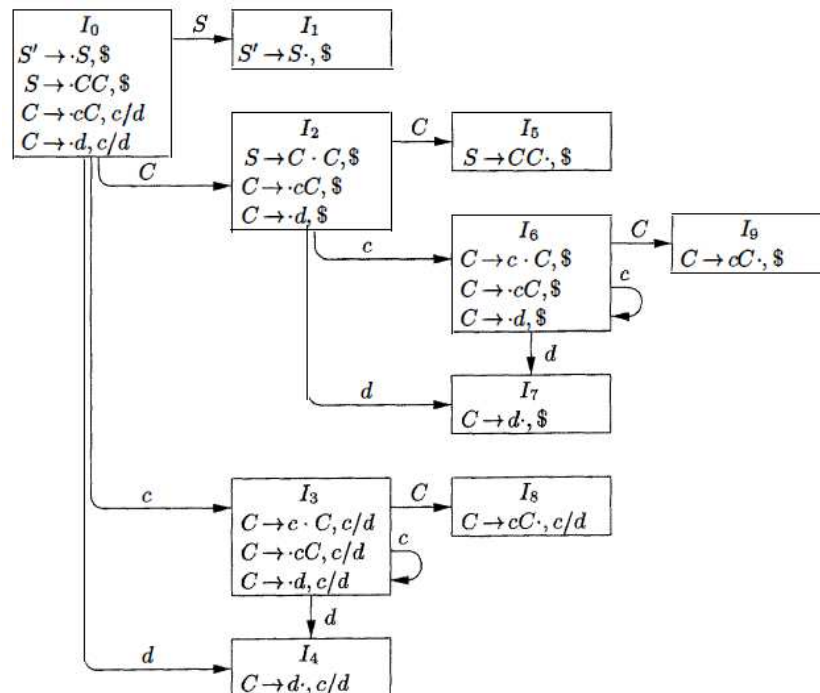 I₀
S' → ·S, $
S → ·CC, $
C → ·cC, c/d
C → ·d, c/d
S
I₁
S' → S·, $
C
I₂
S → C · C, $
C → ·cC, $
C → ·d, $
C
I₅
S → CC·, $
c
I₆
C → c · C, $
C → ·cC, $
C → ·d, $
C
I₉
C → cC·, $
c
d
d
I₇
C → d·, $
c
I₃
C → c · C, c/d
C → ·cC, c/d
C → ·d, c/d
C
I₈
C → cC·, c/d
c
d
d
I₄
C → d·, c/d